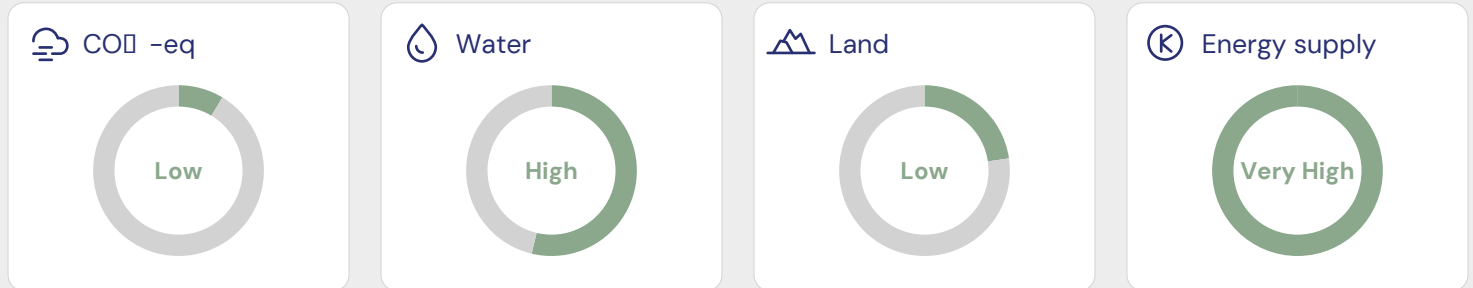 CO▯ -eq
Low
Water
High
Land
Low
Energy supply
Very High